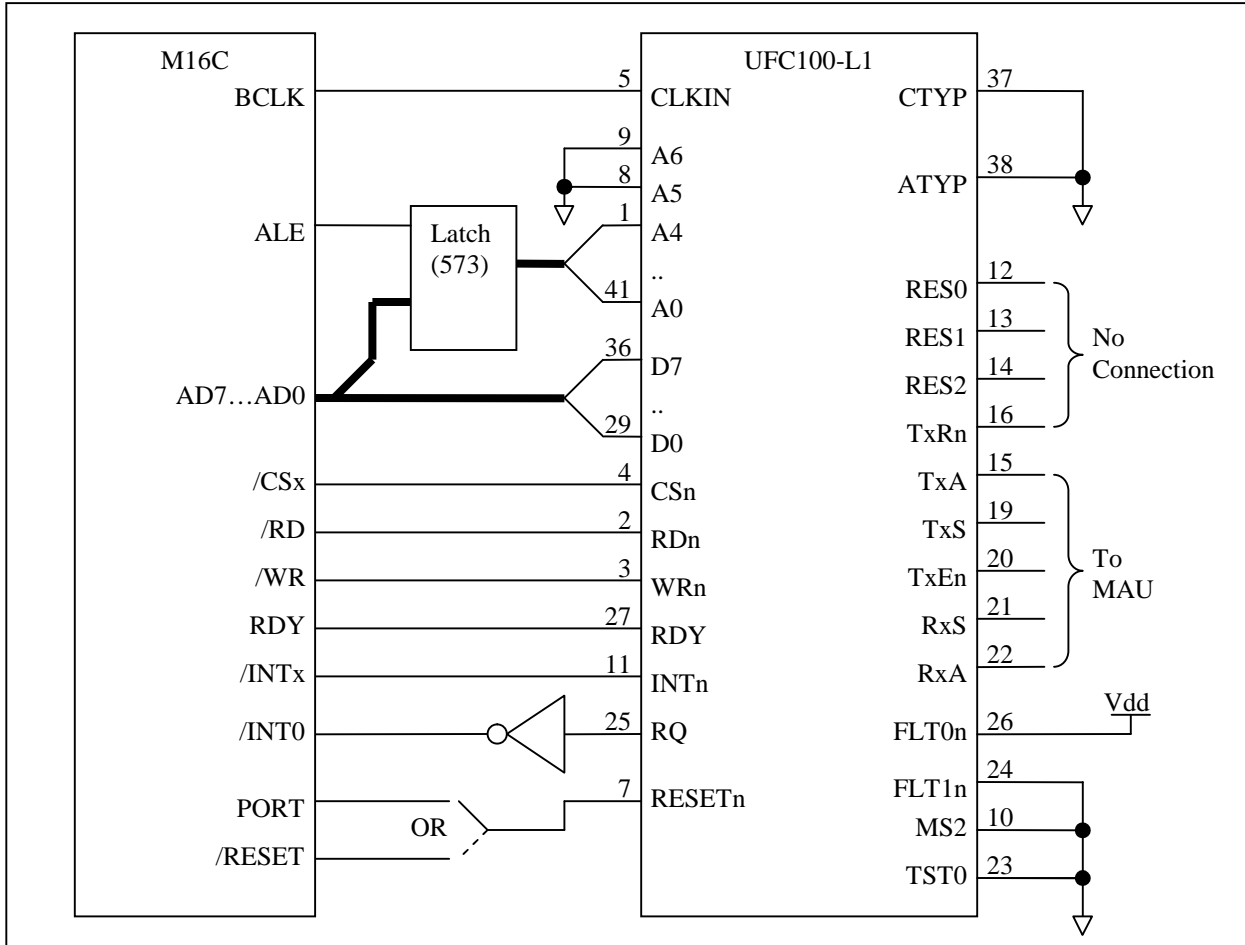 M16C
UFC100-L1
BCLK 5 CLKIN
CTYP 37
9 A6
8 A5
ATYP 38
ALE
Latch
(573)
1 A4
..
41 A0
RES0 12
RES1 13
RES2 14
TxRn 16
No
Connection
AD7...AD0
36 D7
..
29 D0
TxA 15
TxS 19
TxEn 20
RxS 21
RxA 22
To
MAU
/CSx 4 CSn
/RD 2 RDn
/WR 3 WRn
RDY 27 RDY
/INTx 11 INTn
/INT0 25 RQ
Vdd
FLT0n 26
PORT
OR
/RESET
7 RESETn
FLT1n 24
MS2 10
TST0 23